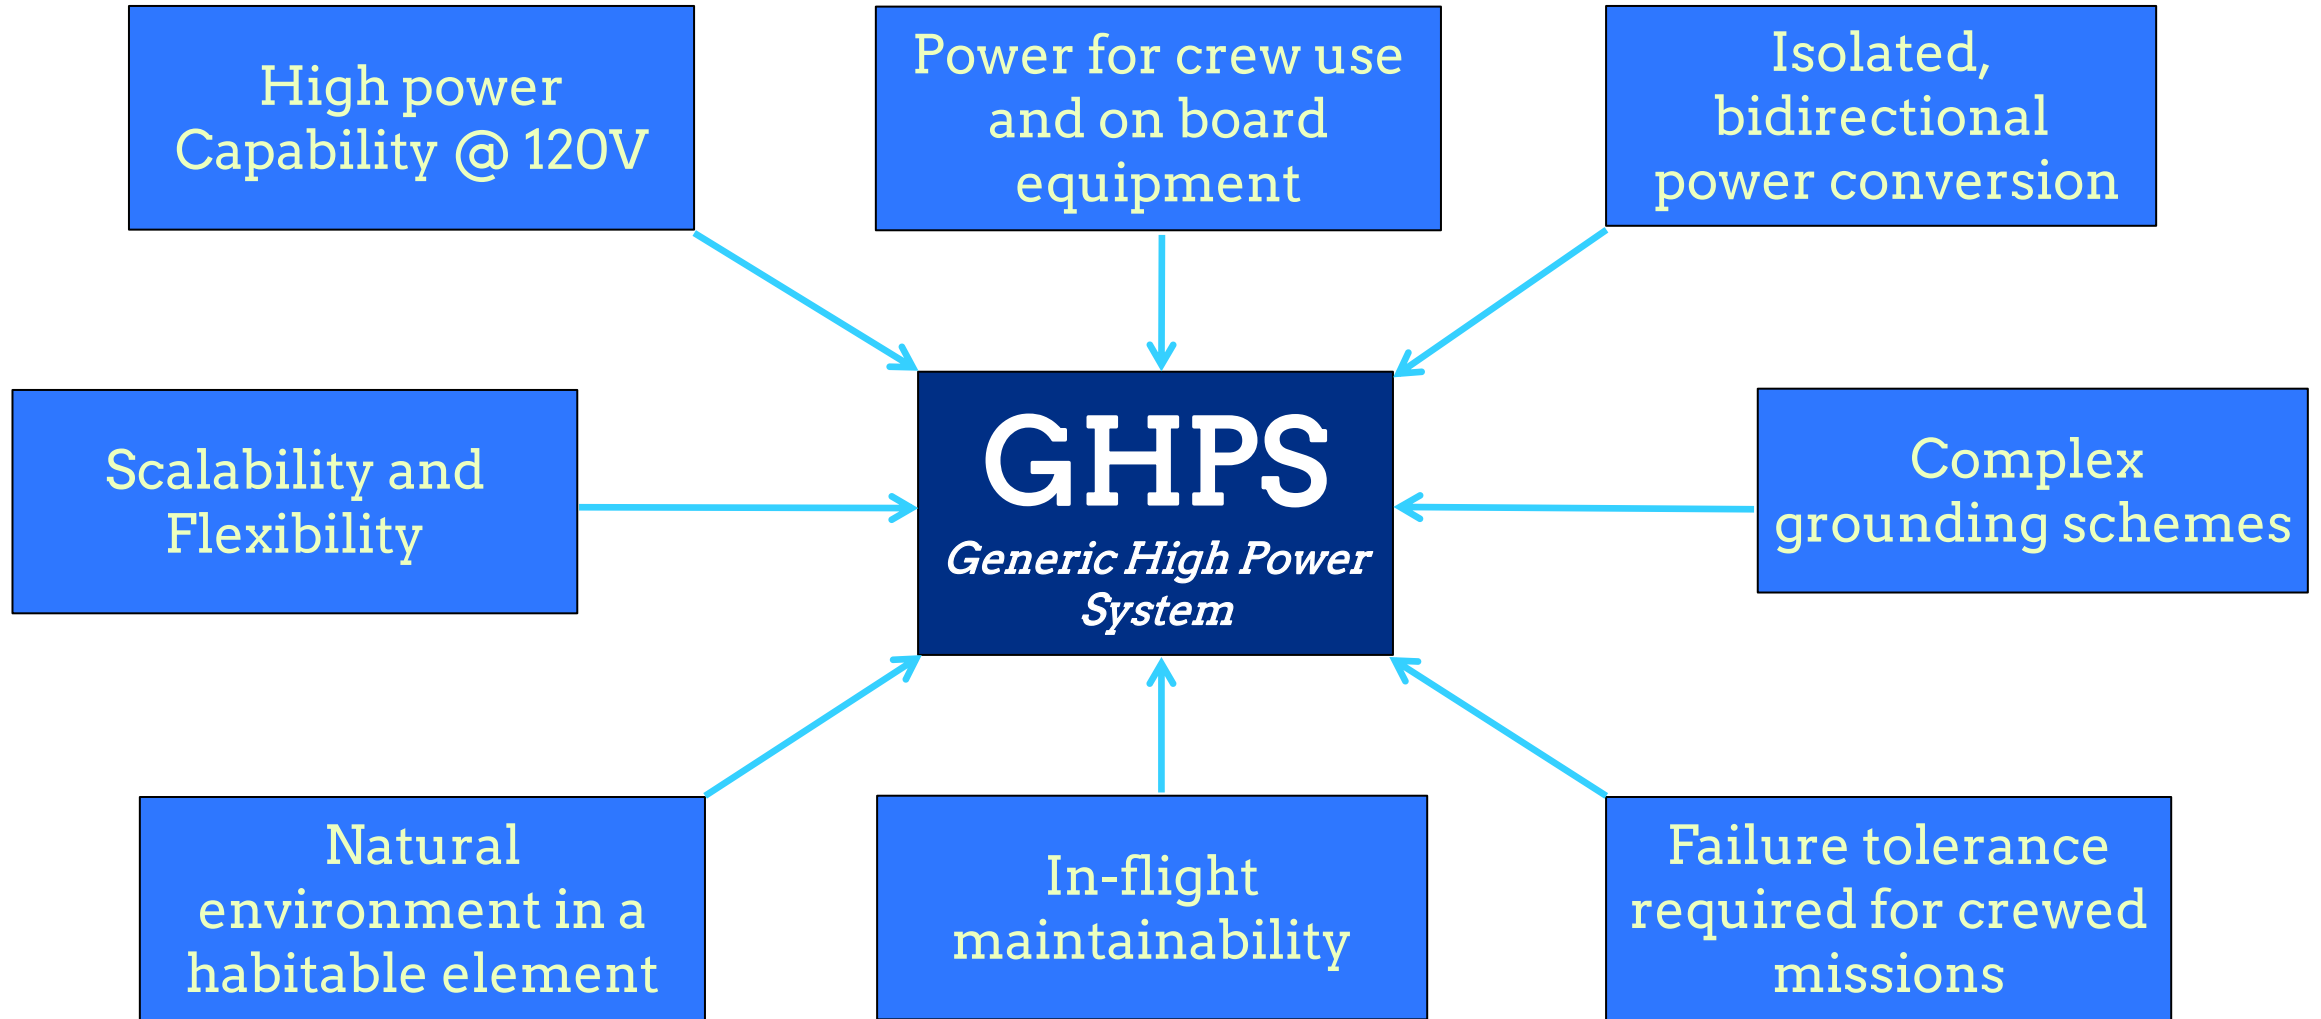 High power
Capability @ 120V
Power for crew use
and on board
equipment
Isolated,
bidirectional
power conversion
Scalability and
Flexibility
GHPS
Generic High Power
System
Complex
grounding schemes
Natural
environment in a
habitable element
In-flight
maintainability
Failure tolerance
required for crewed
missions